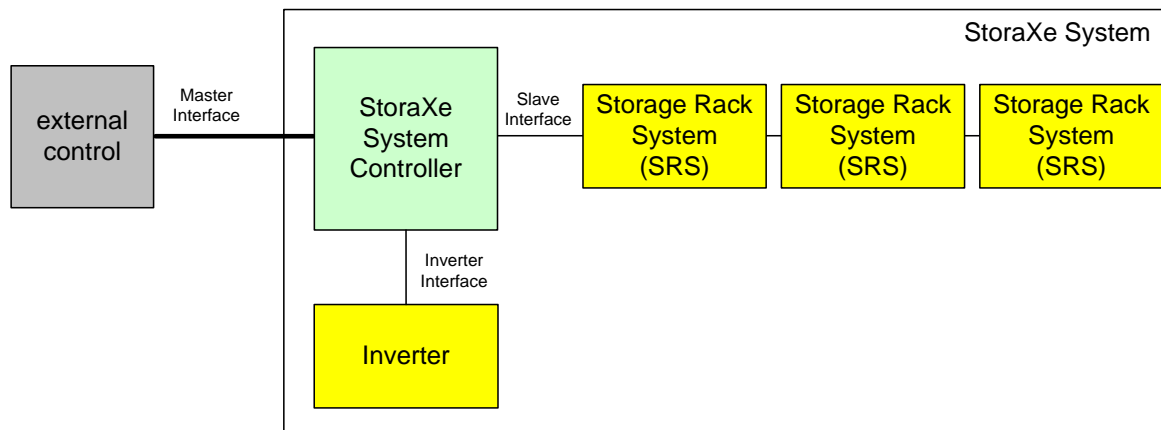 StoraXe System
external
control
Master
Interface
StoraXe
System
Controller
Slave
Interface
Storage Rack
System
(SRS)
Storage Rack
System
(SRS)
Storage Rack
System
(SRS)
Inverter
Interface
Inverter